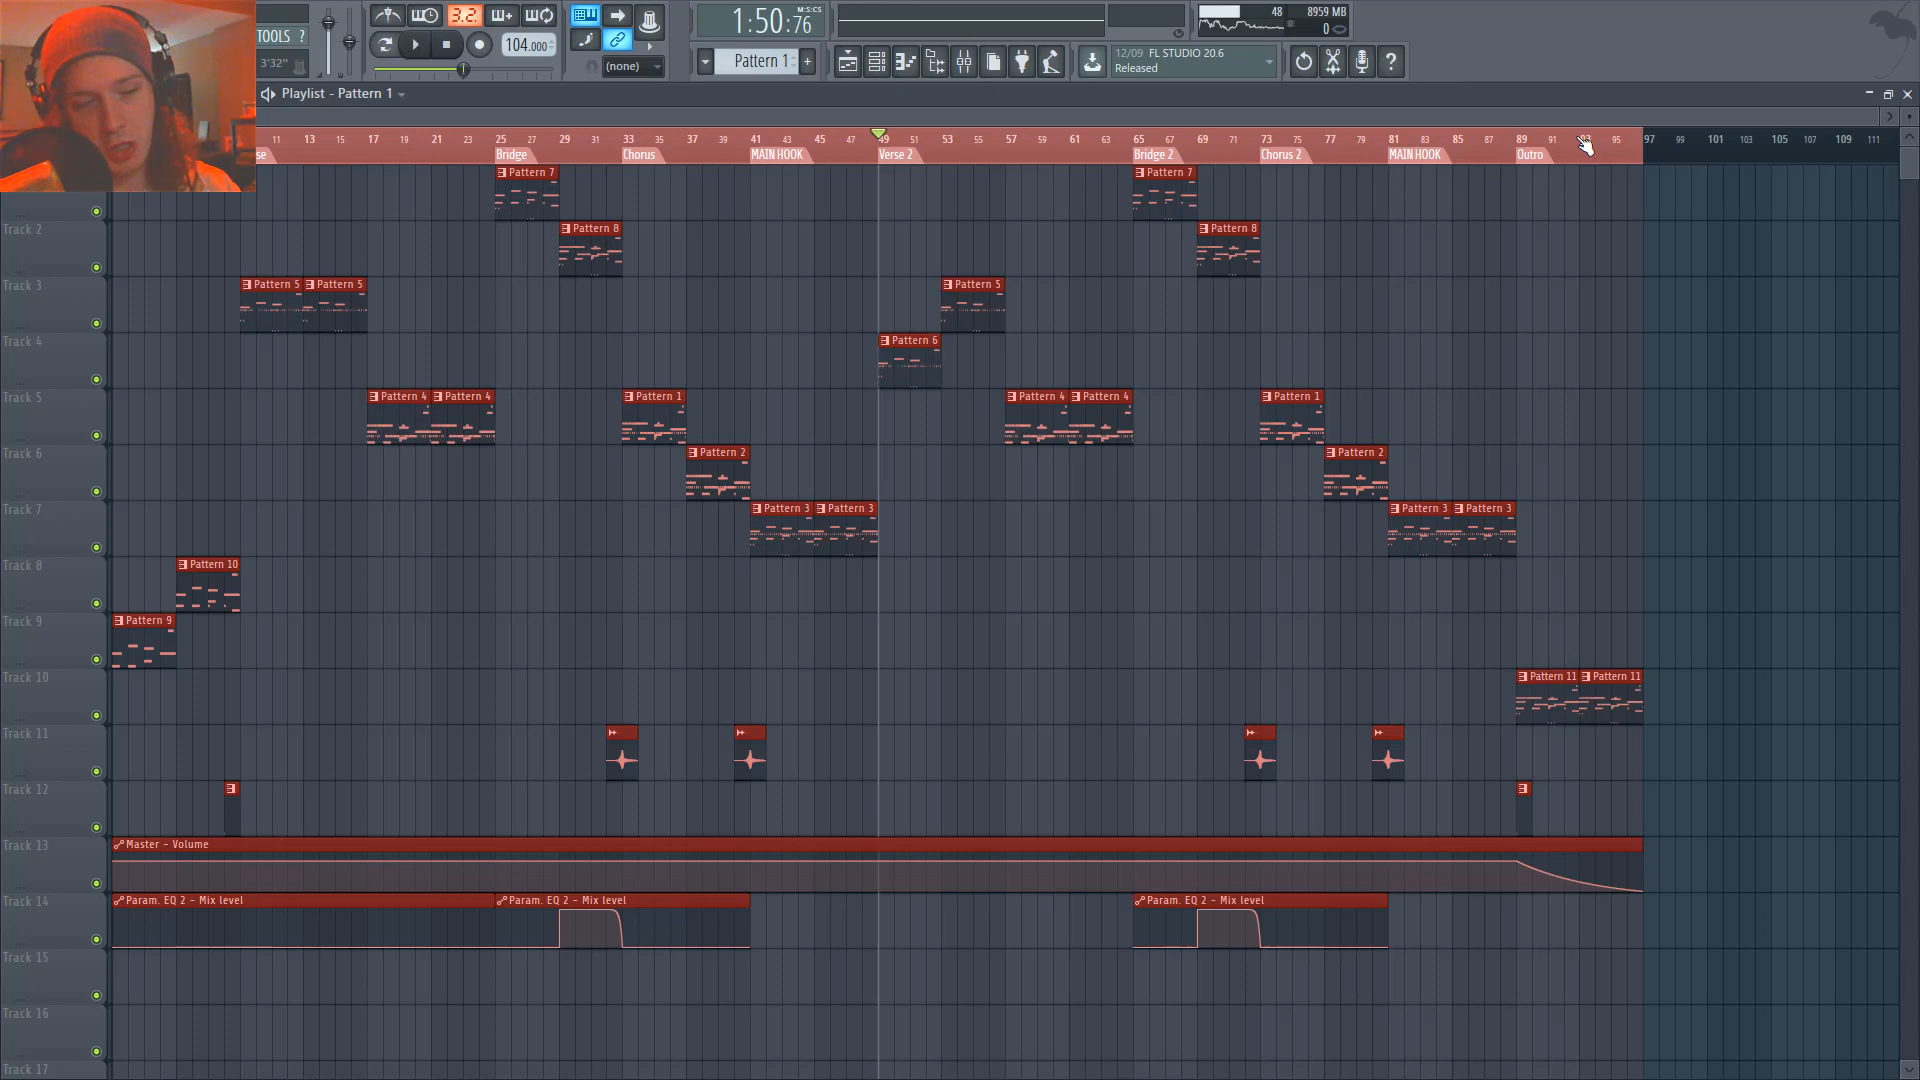 TOOLS ?
3'32"
3.2.
104.000
(none)
1:50:76
M:S:CS
Pattern 1
+
48
8959 MB
0
12/09 FL STUDIO 20.6
Released
?
Playlist - Pattern 1
11 13 15 17 19 21 23 25 27 29 31 33 35 37 39 41 43 45 47 49 51 53 55 57 59 61 63 65 67 69 71 73 75 77 79 81 83 85 87 89 91 93 95 97 99 101 103 105 107 109 111
se Bridge Chorus MAIN HOOK Verse 2 Bridge 2 Chorus 2 MAIN HOOK Outro
Pattern 7 Pattern 7
Track 2 Pattern 8 Pattern 8
Track 3 Pattern 5 Pattern 5 Pattern 5
Track 4 Pattern 6
Track 5 Pattern 4 Pattern 4 Pattern 1 Pattern 4 Pattern 4 Pattern 1
Track 6 Pattern 2 Pattern 2
Track 7 Pattern 3 Pattern 3 Pattern 3 Pattern 3
Track 8 Pattern 10
Track 9 Pattern 9
Track 10 Pattern 11 Pattern 11
Track 11
Track 12
Track 13 Master - Volume
Track 14 Param. EQ 2 - Mix level Param. EQ 2 - Mix level Param. EQ 2 - Mix level
Track 15
Track 16
Track 17